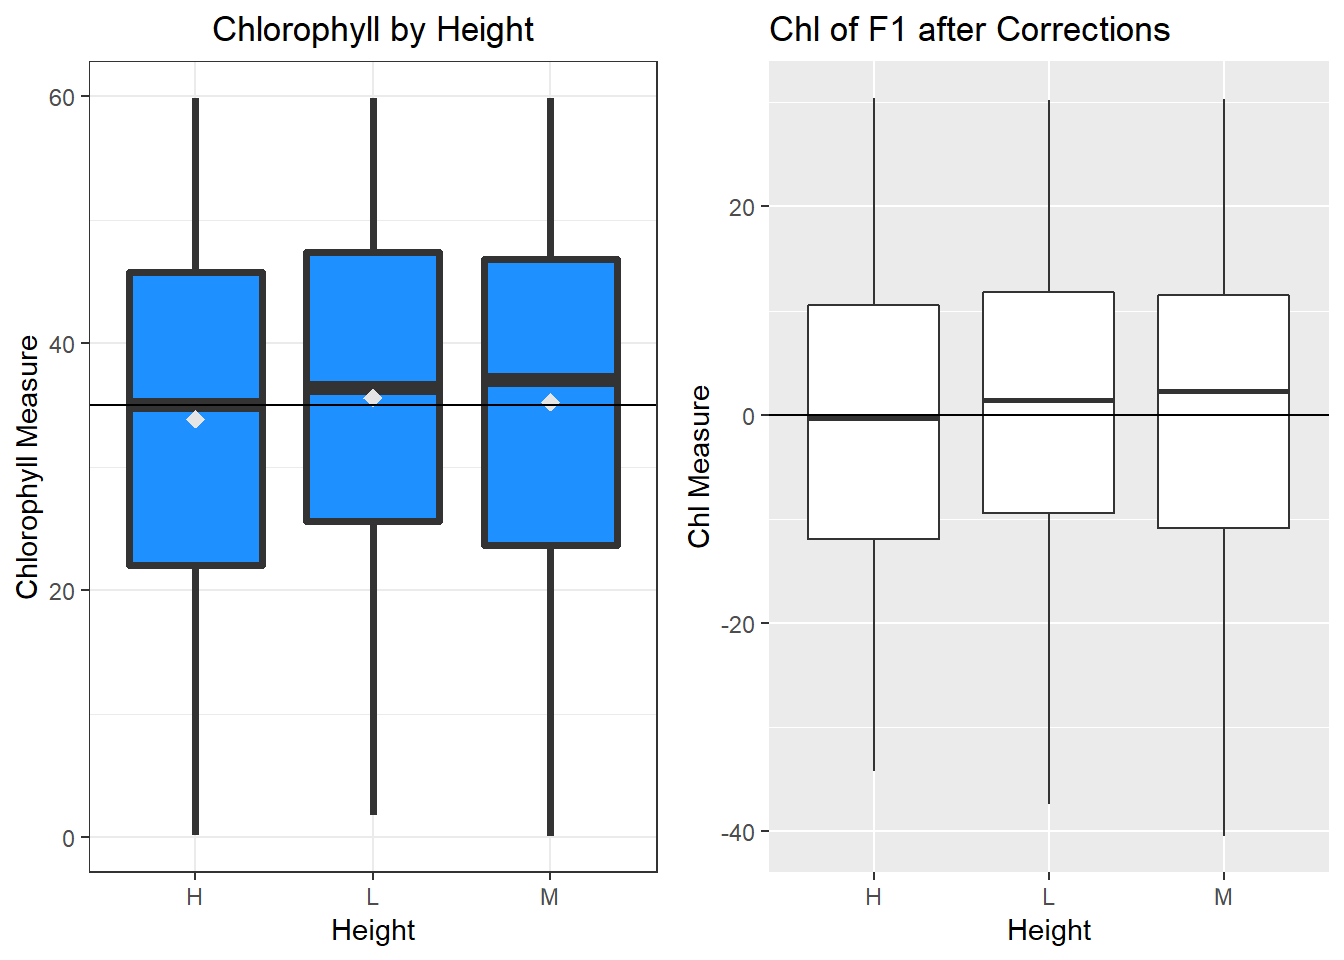 Chlorophyll by Height
Chlorophyll Measure
60
40
20
0
H L M
Height
Chl of F1 after Corrections
Chl Measure
20
0
-20
-40
H L M
Height